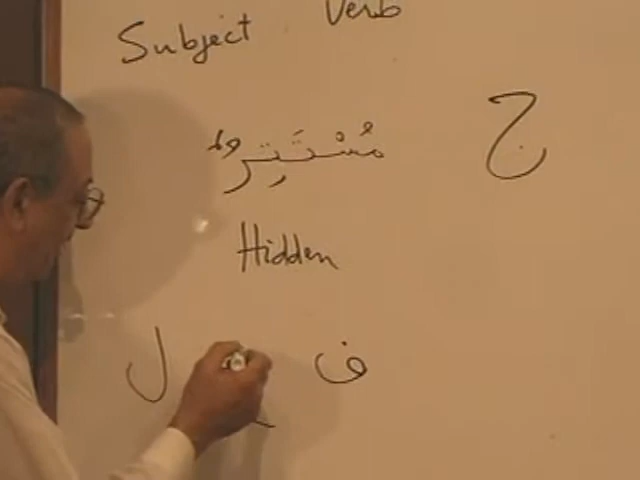 Subject Verb
ج مُسْتَتِر
Hidden
ف ل